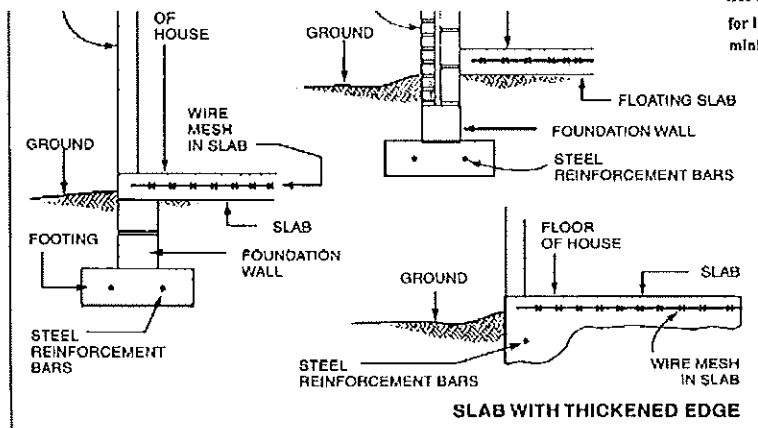 OF
HOUSE
GROUND
WIRE
MESH
IN SLAB
GROUND
SLAB
FOOTING
FOUNDATION
WALL
STEEL
REINFORCEMENT
BARS
for
FLOATING SLAB
FOUNDATION WALL
STEEL
REINFORCEMENT BARS
FLOOR
OF HOUSE
SLAB
GROUND
STEEL
REINFORCEMENT BARS
WIRE MESH
IN SLAB
SLAB WITH THICKENED EDGE